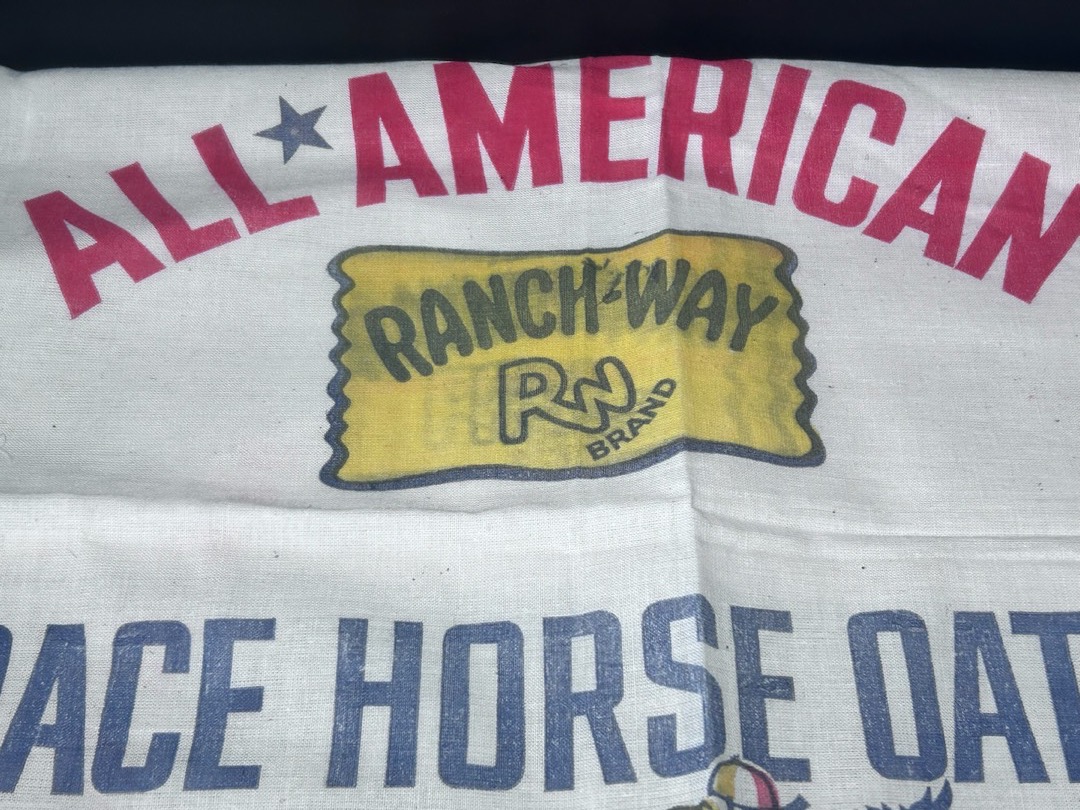 ALL★AMERICAN
RANCH-WAY
RW
BRAND
RACE HORSE OAT